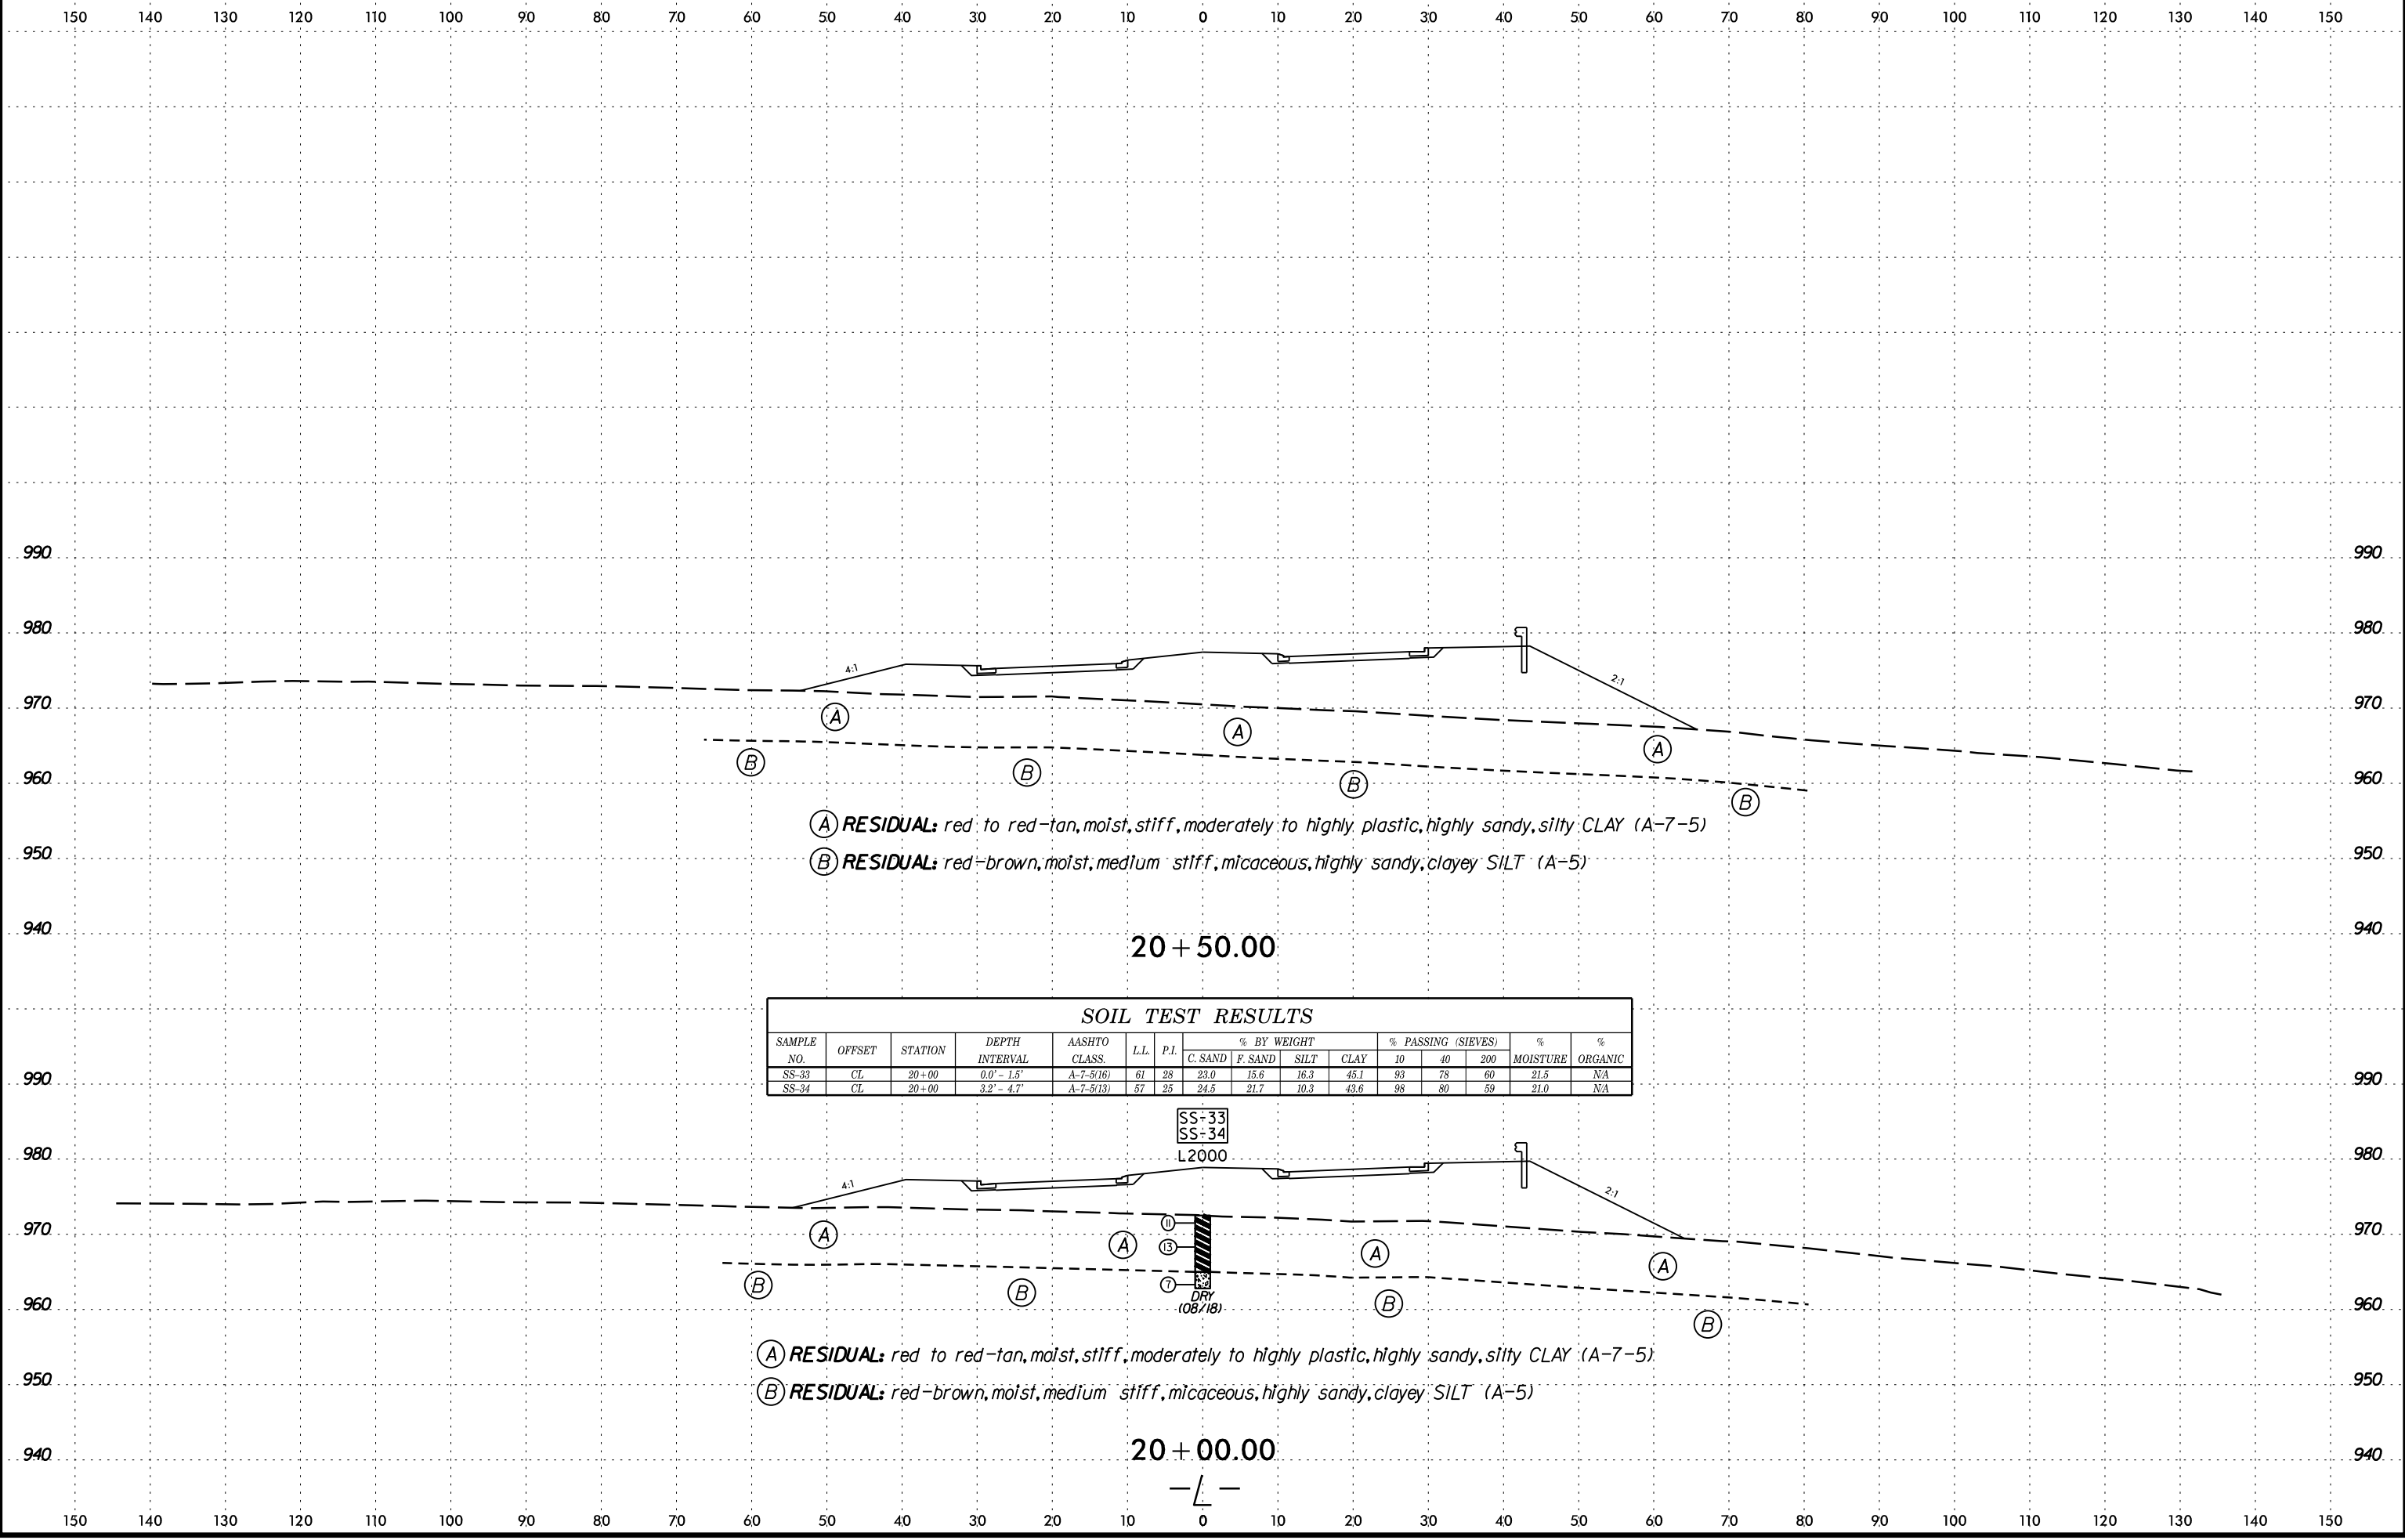 150 140 130 120 110 100 90 80 70 60 50 40 30 20 10 0 10 20 30 40 50 60 70 80 90 100 110 120 130 140 150
990 990
980 980
4:1 2:1
970 970
A A A
B B B B
960 960
A RESIDUAL: red to red-tan, moist, stiff, moderately to highly plastic, highly sandy, silty CLAY (A-7-5)
B RESIDUAL: red-brown, moist, medium stiff, micaceous, highly sandy, clayey SILT (A-5)
950 950
940 940
20+50.00
SOIL TEST RESULTS
SAMPLE NO. OFFSET STATION DEPTH INTERVAL AASHTO CLASS. L.L. P.I. % BY WEIGHT % PASSING (SIEVES) % MOISTURE % ORGANIC
C. SAND F. SAND SILT CLAY 10 40 200
SS-33 CL 20+00 0.0' - 1.5' A-7-5(16) 61 28 23.0 15.6 16.3 45.1 93 78 60 21.5 N/A
SS-34 CL 20+00 3.2' - 4.7' A-7-5(13) 57 25 24.5 21.7 10.3 43.6 98 80 59 21.0 N/A
990 990
SS-33
SS-34
L2000
980 980
4:1 2:1
970 970
11
13
7
A A A A
B B B B
DRY
(08/18)
960 960
A RESIDUAL: red to red-tan, moist, stiff, moderately to highly plastic, highly sandy, silty CLAY (A-7-5)
B RESIDUAL: red-brown, moist, medium stiff, micaceous, highly sandy, clayey SILT (A-5)
950 950
940 940
20+00.00
-L-
150 140 130 120 110 100 90 80 70 60 50 40 30 20 10 0 10 20 30 40 50 60 70 80 90 100 110 120 130 140 150